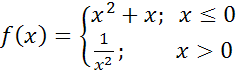 f(x) = { x² + x; x ≤ 0
1/x²; x > 0